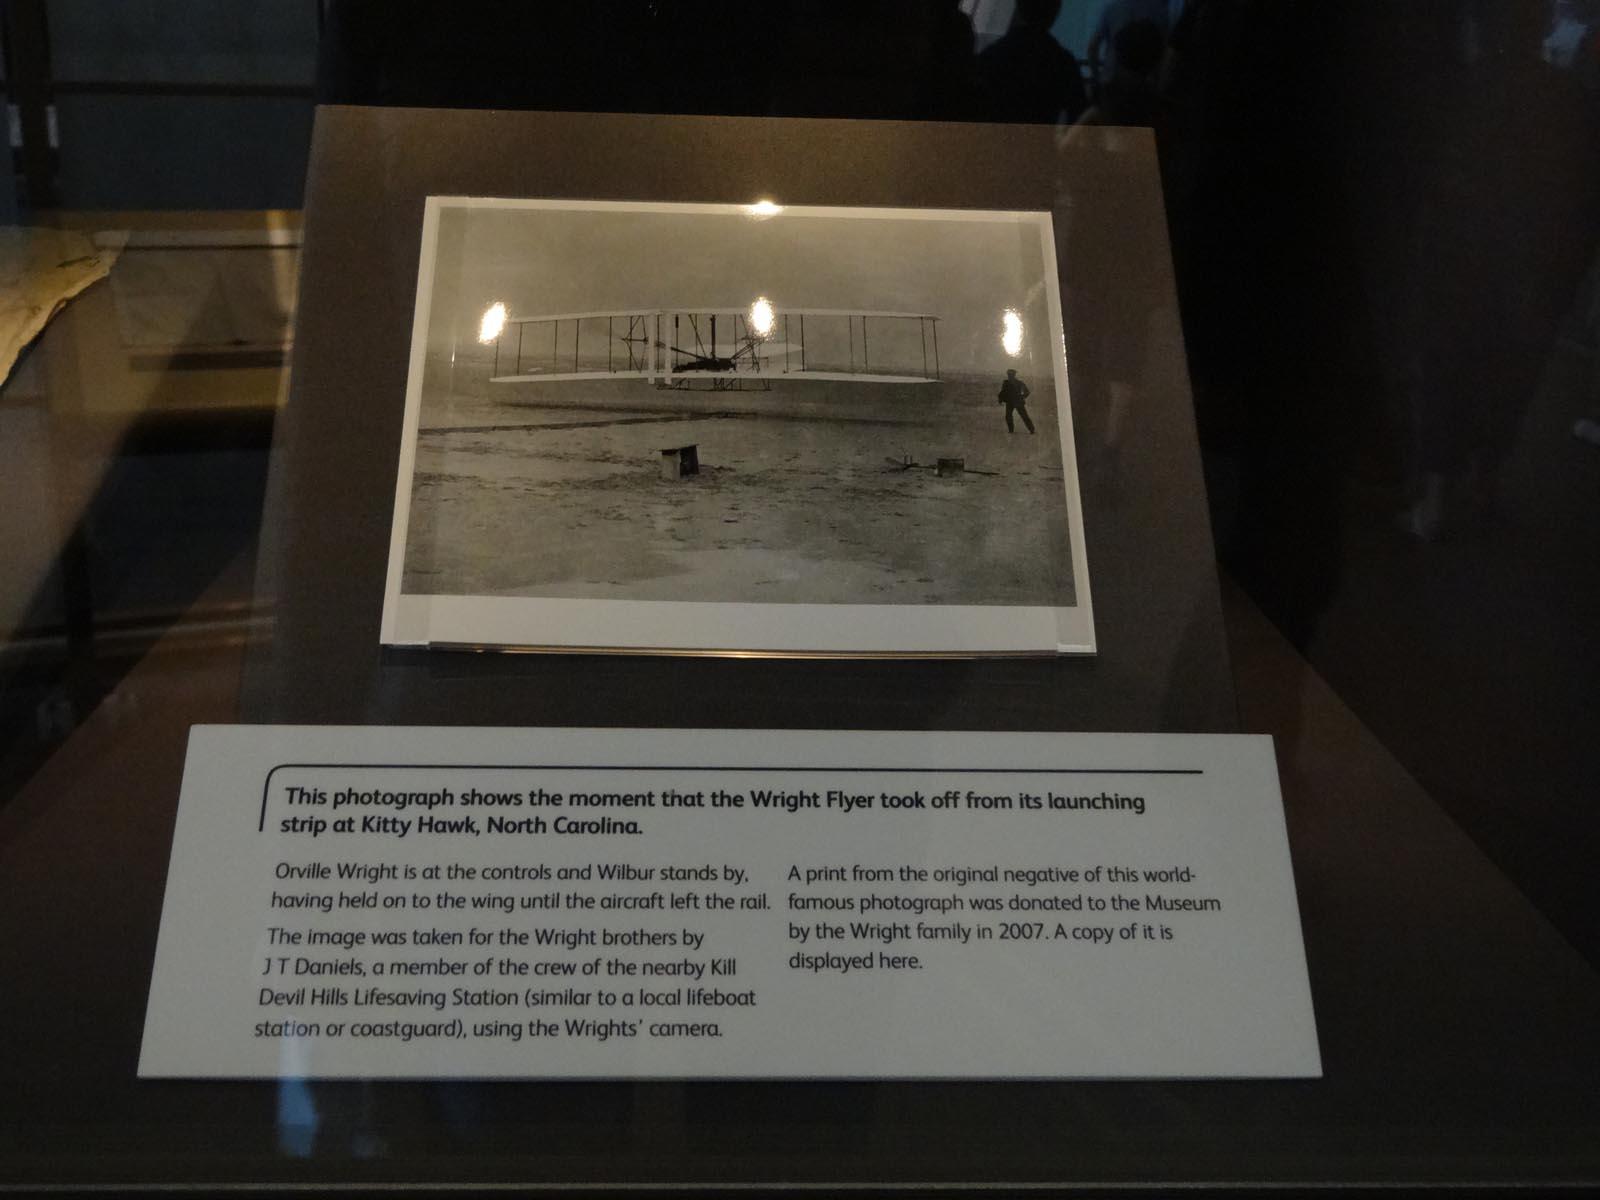 This photograph shows the moment that the Wright Flyer took off from its launching
strip at Kitty Hawk, North Carolina.
Orville Wright is at the controls and Wilbur stands by,
having held on to the wing until the aircraft left the rail.
The image was taken for the Wright brothers by
J T Daniels, a member of the crew of the nearby Kill
Devil Hills Lifesaving Station (similar to a local lifeboat
station or coastguard), using the Wrights' camera.
A print from the original negative of this world-
famous photograph was donated to the Museum
by the Wright family in 2007. A copy of it is
displayed here.